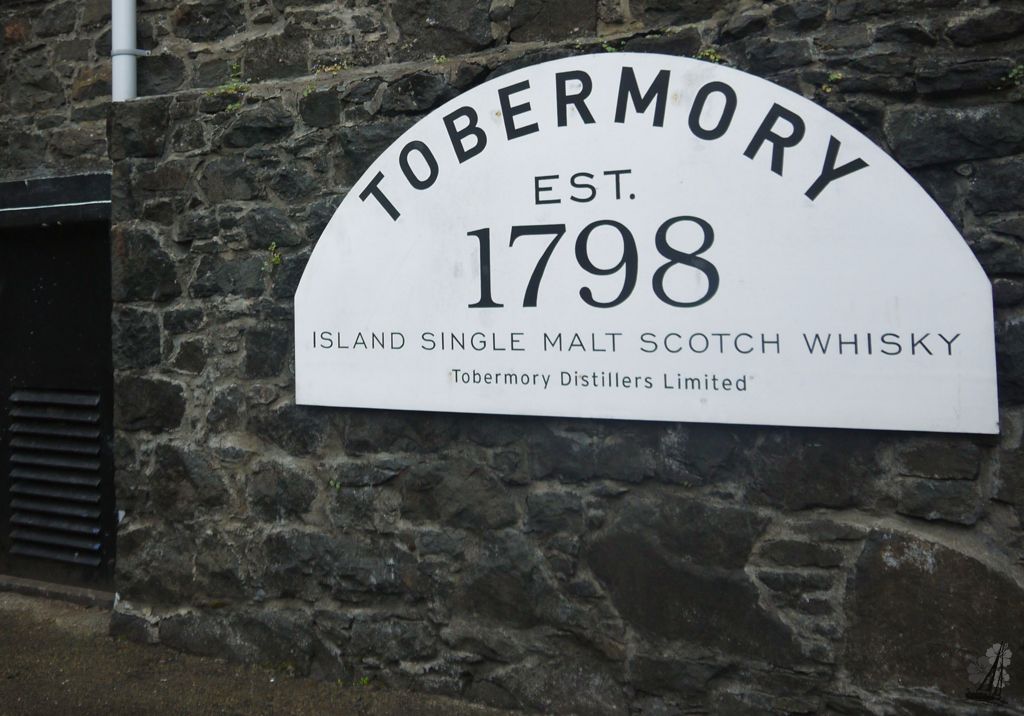 TOBERMORY
EST.
1798
ISLAND SINGLE MALT SCOTCH WHISKY
Tobermory Distillers Limited